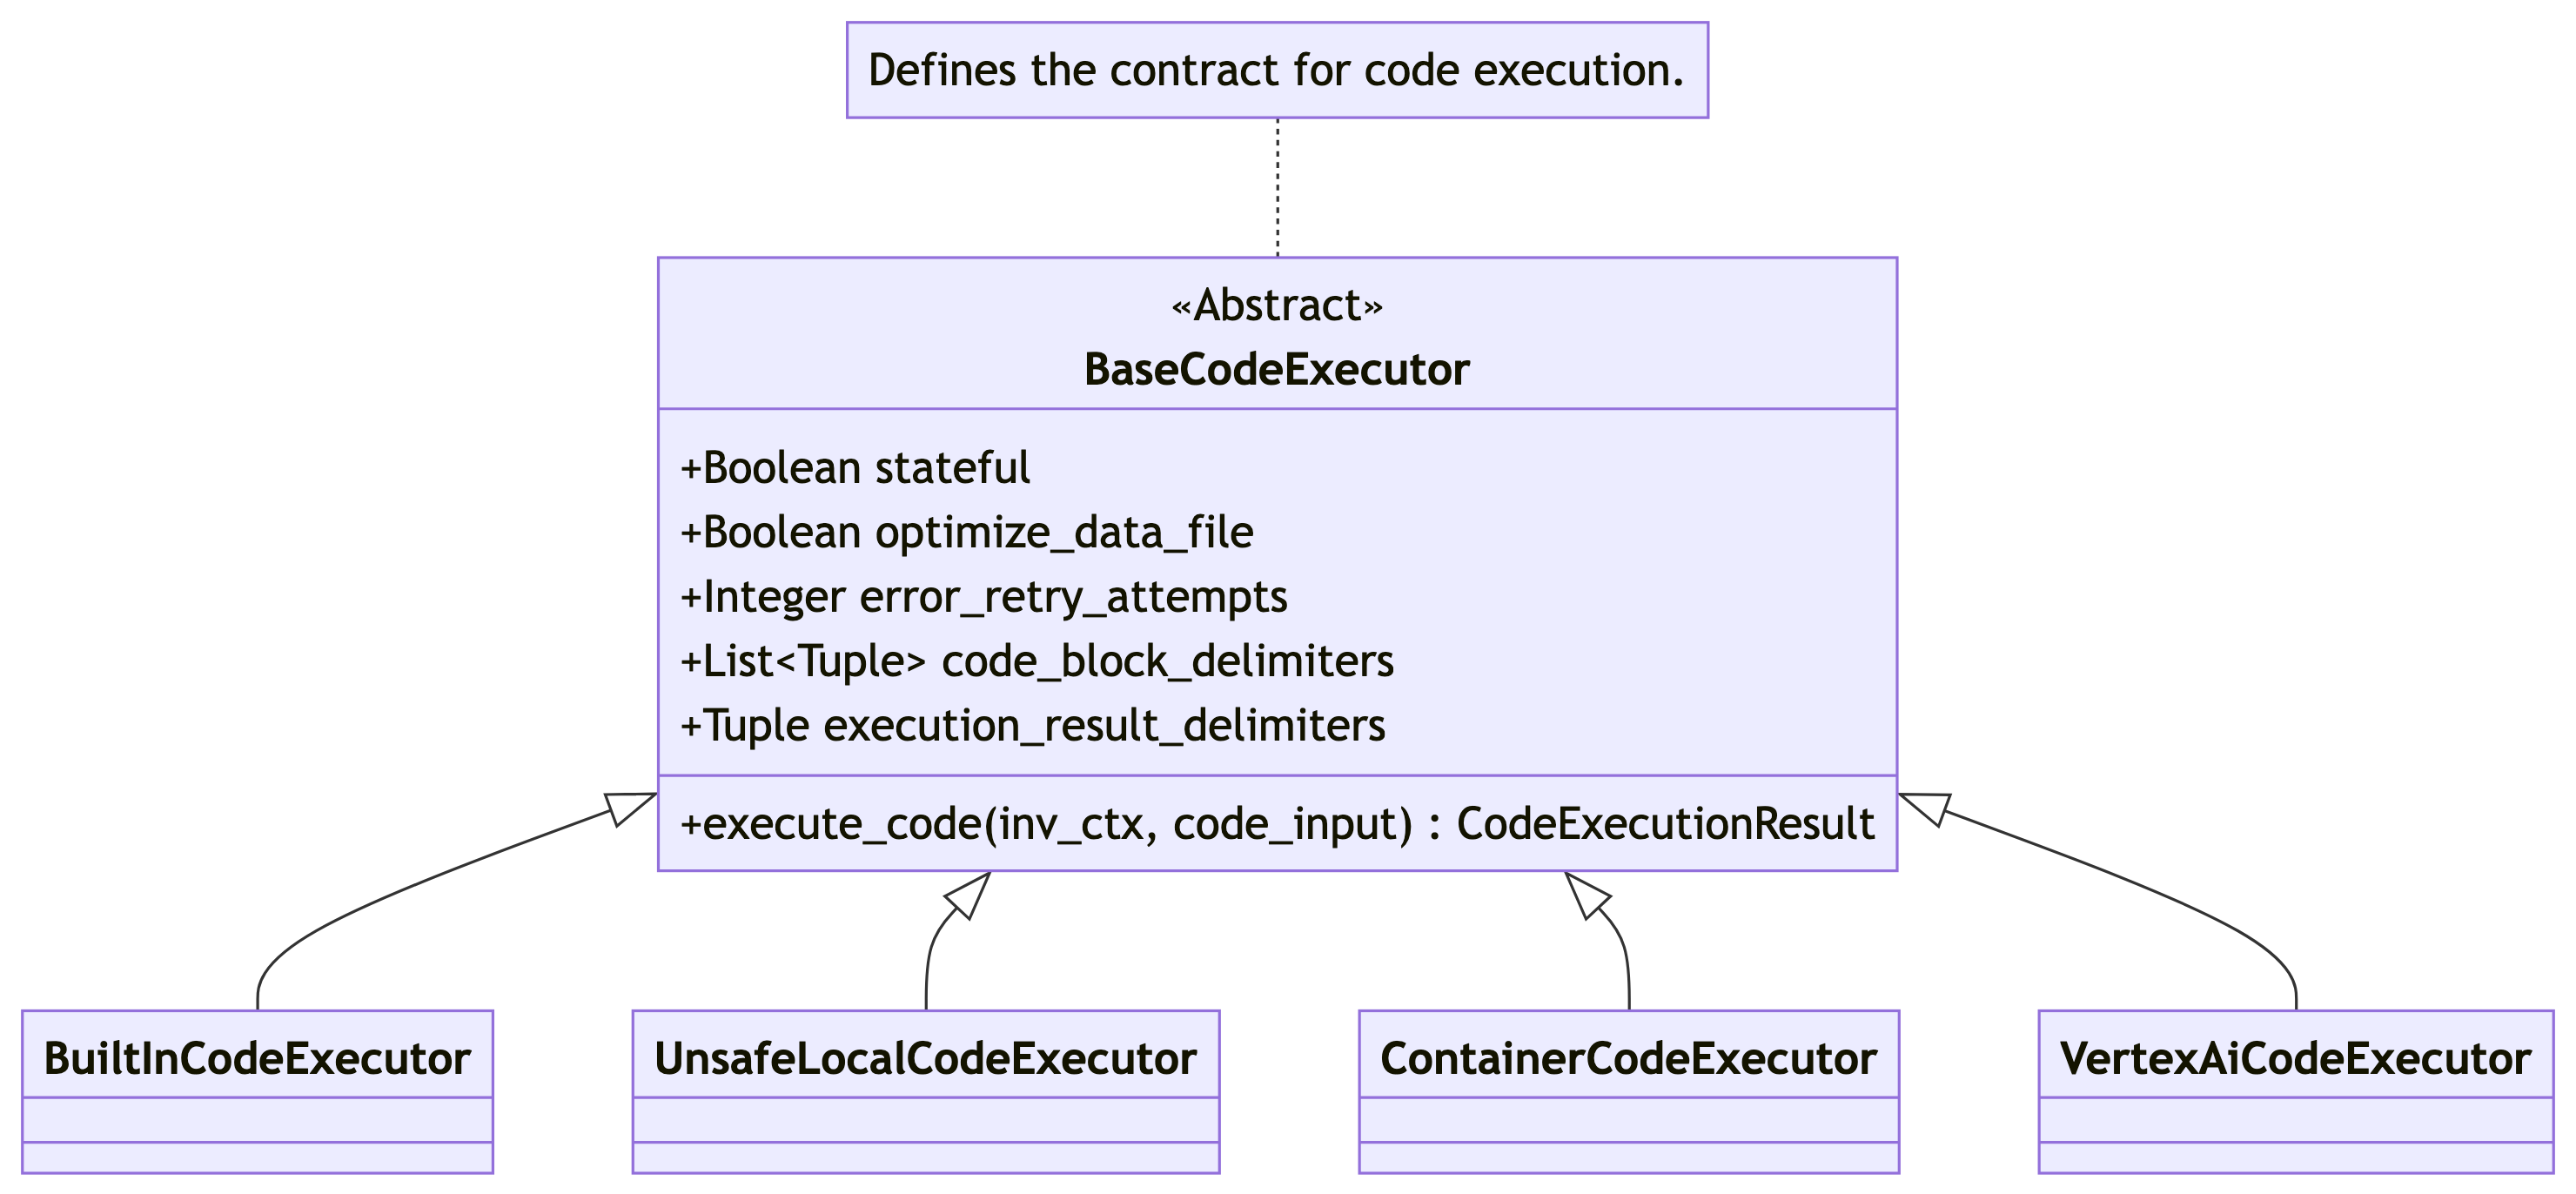 Defines the contract for code execution.
«Abstract»
BaseCodeExecutor
+Boolean stateful
+Boolean optimize_data_file
+Integer error_retry_attempts
+List<Tuple> code_block_delimiters
+Tuple execution_result_delimiters
+execute_code(inv_ctx, code_input) : CodeExecutionResult
BuiltInCodeExecutor
UnsafeLocalCodeExecutor
ContainerCodeExecutor
VertexAiCodeExecutor